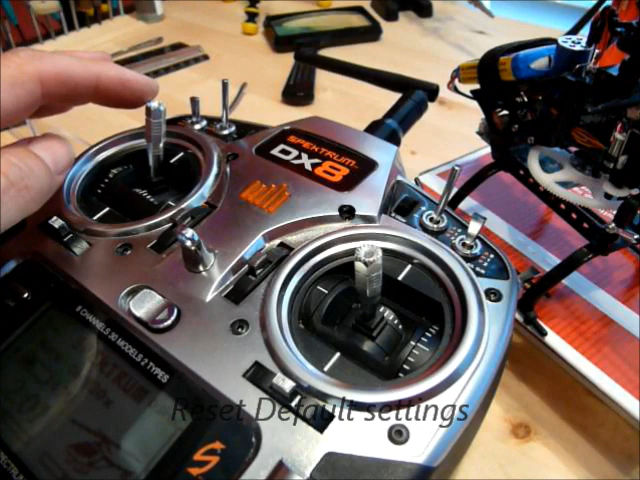 SPEKTRUM
DX8
8 CHANNELS 30 MODELS 2 TYPES
Reset Default settings